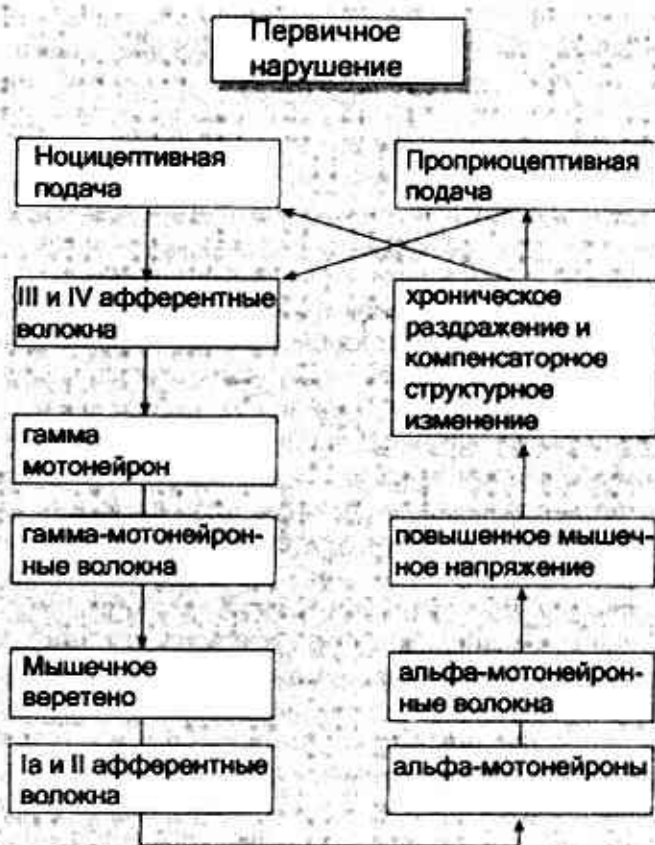 Первичное
нарушение
Ноцицептивная
подача
Проприоцептивная
подача
III и IV афферентные
волокна
хроническое
раздражение и
компенсаторное
структурное
изменение
гамма
мотонейрон
гамма-мотонейрон-
ные волокна
повышенное мышеч-
ное напряжение
Мышечное
веретено
альфа-мотонейрон-
ные волокна
Ia и II афферентные
волокна
альфа-мотонейроны